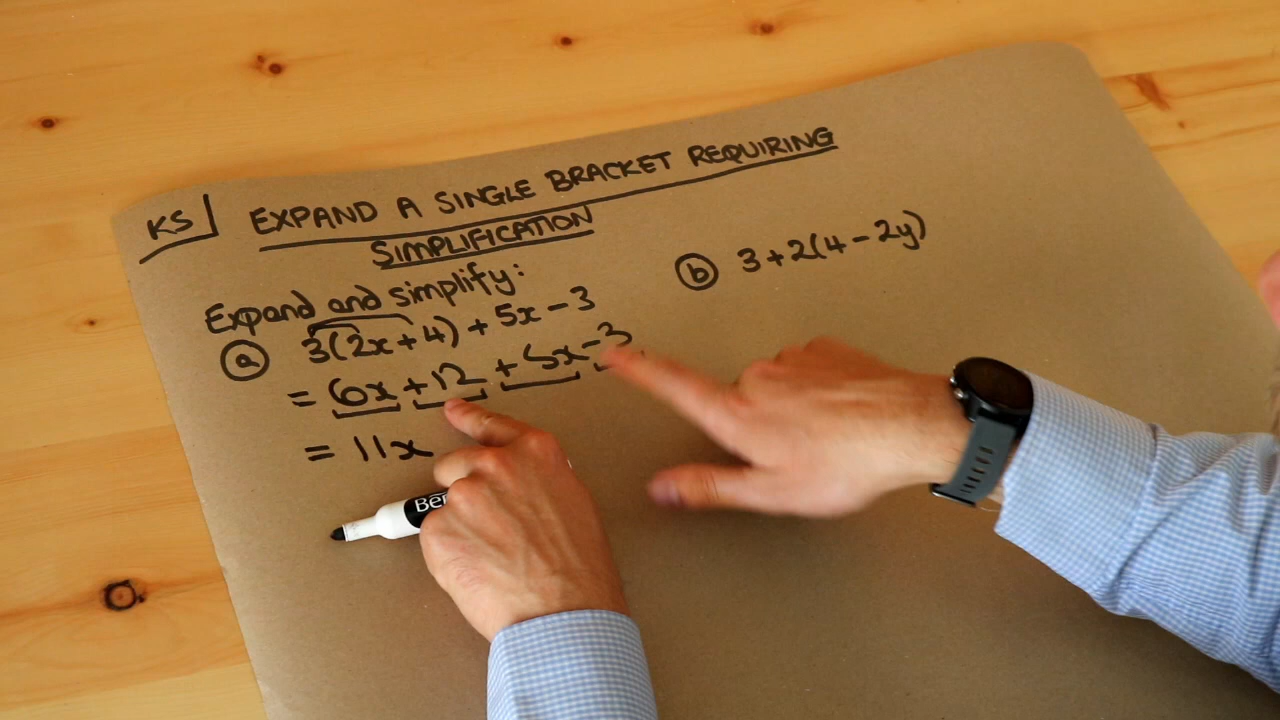 KS
EXPAND A SINGLE BRACKET REQUIRING
SIMPLIFICATION
Expand and simplify:
(a) 3(2x+4) + 5x - 3
= 6x + 12 + 5x - 3
= 11x
(b) 3 + 2(4 - 2y)